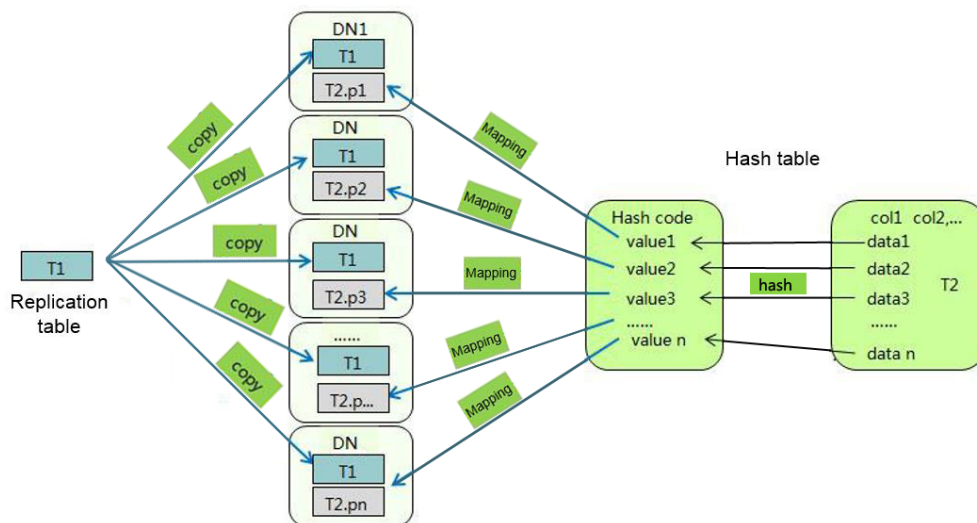 T1
Replication
table
copy
copy
copy
copy
copy
DN1
T1
T2.p1
DN
T1
T2.p2
DN
T1
T2.p3
......
T1
T2.p...
DN
T1
T2.pn
Mapping
Mapping
Mapping
Mapping
Mapping
Hash table
Hash code
value1
value2
value3
......
value n
hash
col1 col2,...
data1
data2
T2
data3
......
data n